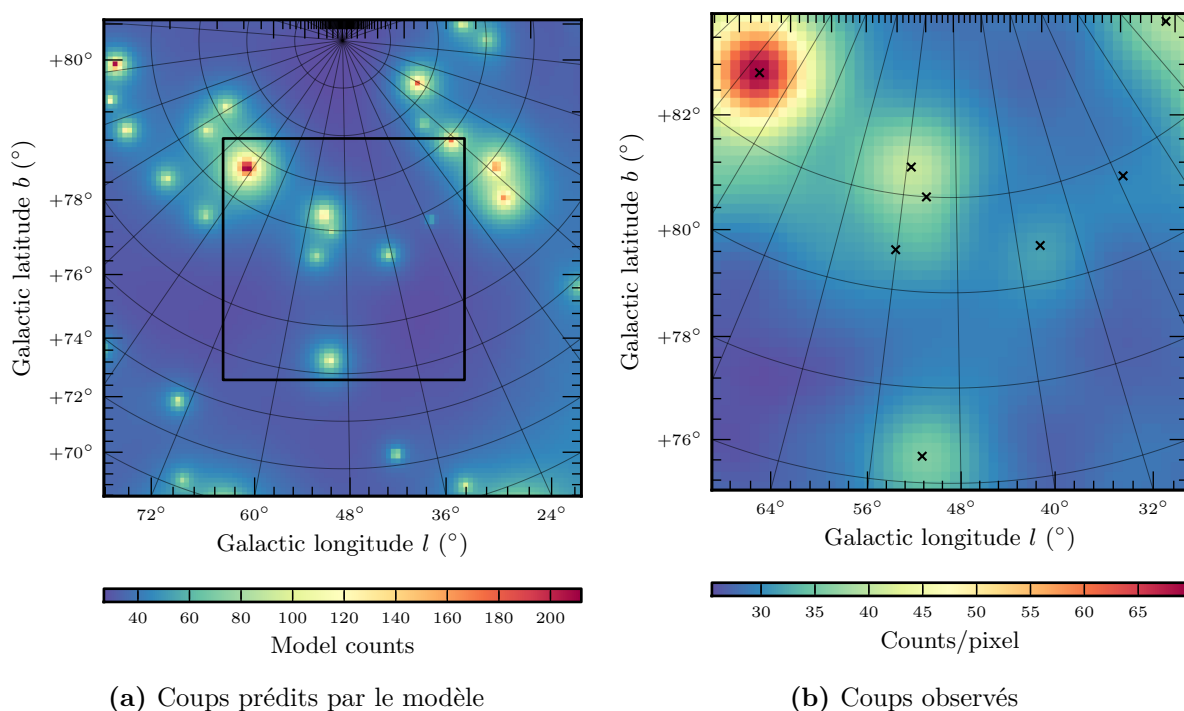 Galactic latitude b (°)
+80°
+78°
+76°
+74°
+72°
+70°
72° 60° 48° 36° 24°
Galactic longitude l (°)
40 60 80 100 120 140 160 180 200
Model counts
(a) Coups prédits par le modèle
Galactic latitude b (°)
+82°
+80°
+78°
+76°
64° 56° 48° 40° 32°
Galactic longitude l (°)
30 35 40 45 50 55 60 65
Counts/pixel
(b) Coups observés